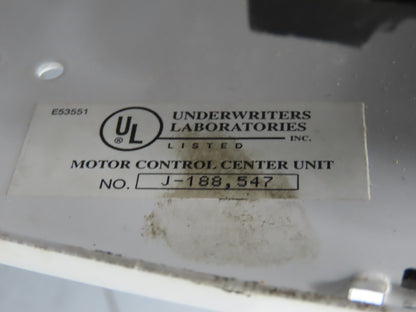 E53551
UL
®
UNDERWRITERS
LABORATORIES
INC.
LISTED
MOTOR CONTROL CENTER UNIT
NO. J-188,547